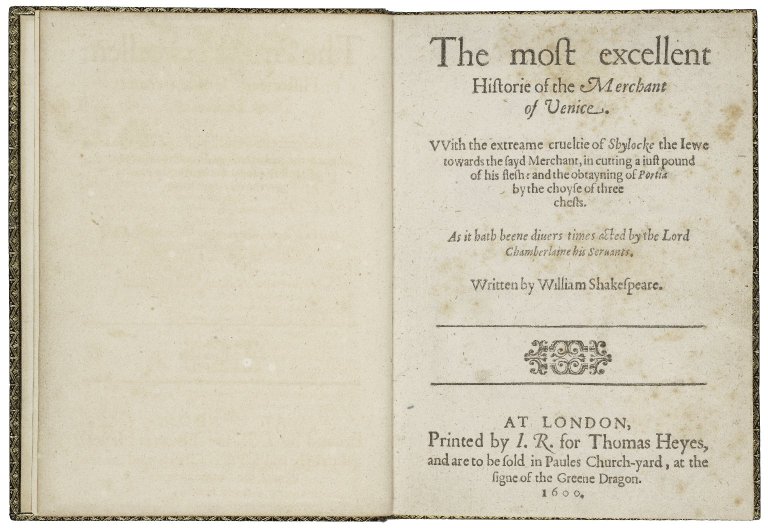 The moſt excellent
Hiſtorie of the Merchant
of Venice.
VVith the extreame crueltie of Shylocke the Iewe
towards the ſayd Merchant, in cutting a iuſt pound
of his fleſh: and the obtayning of Portia
by the choyſe of three
cheſts.
As it hath beene diuers times acted by the Lord
Chamberlaine his Seruants.
Written by William Shakeſpeare.
AT LONDON,
Printed by I. R. for Thomas Heyes,
and are to be ſold in Paules Church-yard, at the
ſigne of the Greene Dragon.
1600.